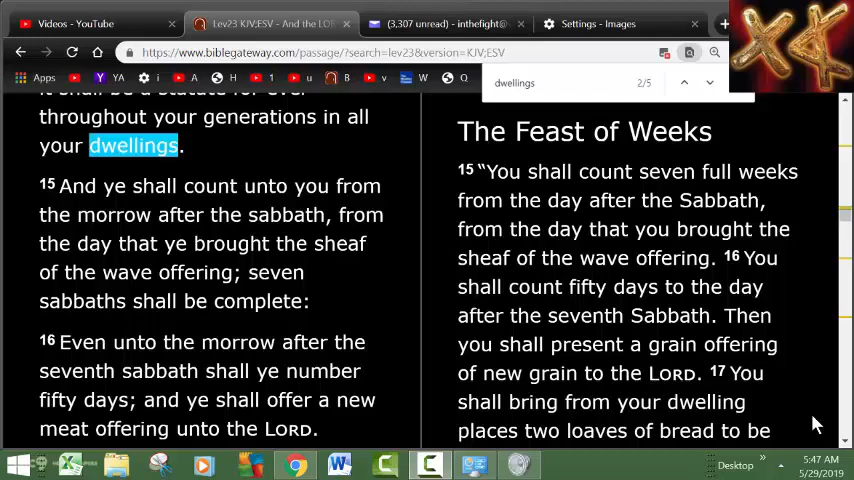 Videos - YouTube
Lev23 KJV;ESV - And the LOR
(3,307 unread) - inthefight@
Settings - Images
https://www.biblegateway.com/passage/?search=lev23&version=KJV;ESV
Apps
YA
i
A
H
1
u
B
v
W
Q
dwellings
2/5
it shall be a statute for ever
throughout your generations in all
your dwellings.
15 And ye shall count unto you from
the morrow after the sabbath, from
the day that ye brought the sheaf
of the wave offering; seven
sabbaths shall be complete:
16 Even unto the morrow after the
seventh sabbath shall ye number
fifty days; and ye shall offer a new
meat offering unto the LORD.
The Feast of Weeks
15 “You shall count seven full weeks
from the day after the Sabbath,
from the day that you brought the
sheaf of the wave offering. 16 You
shall count fifty days to the day
after the seventh Sabbath. Then
you shall present a grain offering
of new grain to the LORD. 17 You
shall bring from your dwelling
places two loaves of bread to be
Desktop
5:47 AM
5/29/2019